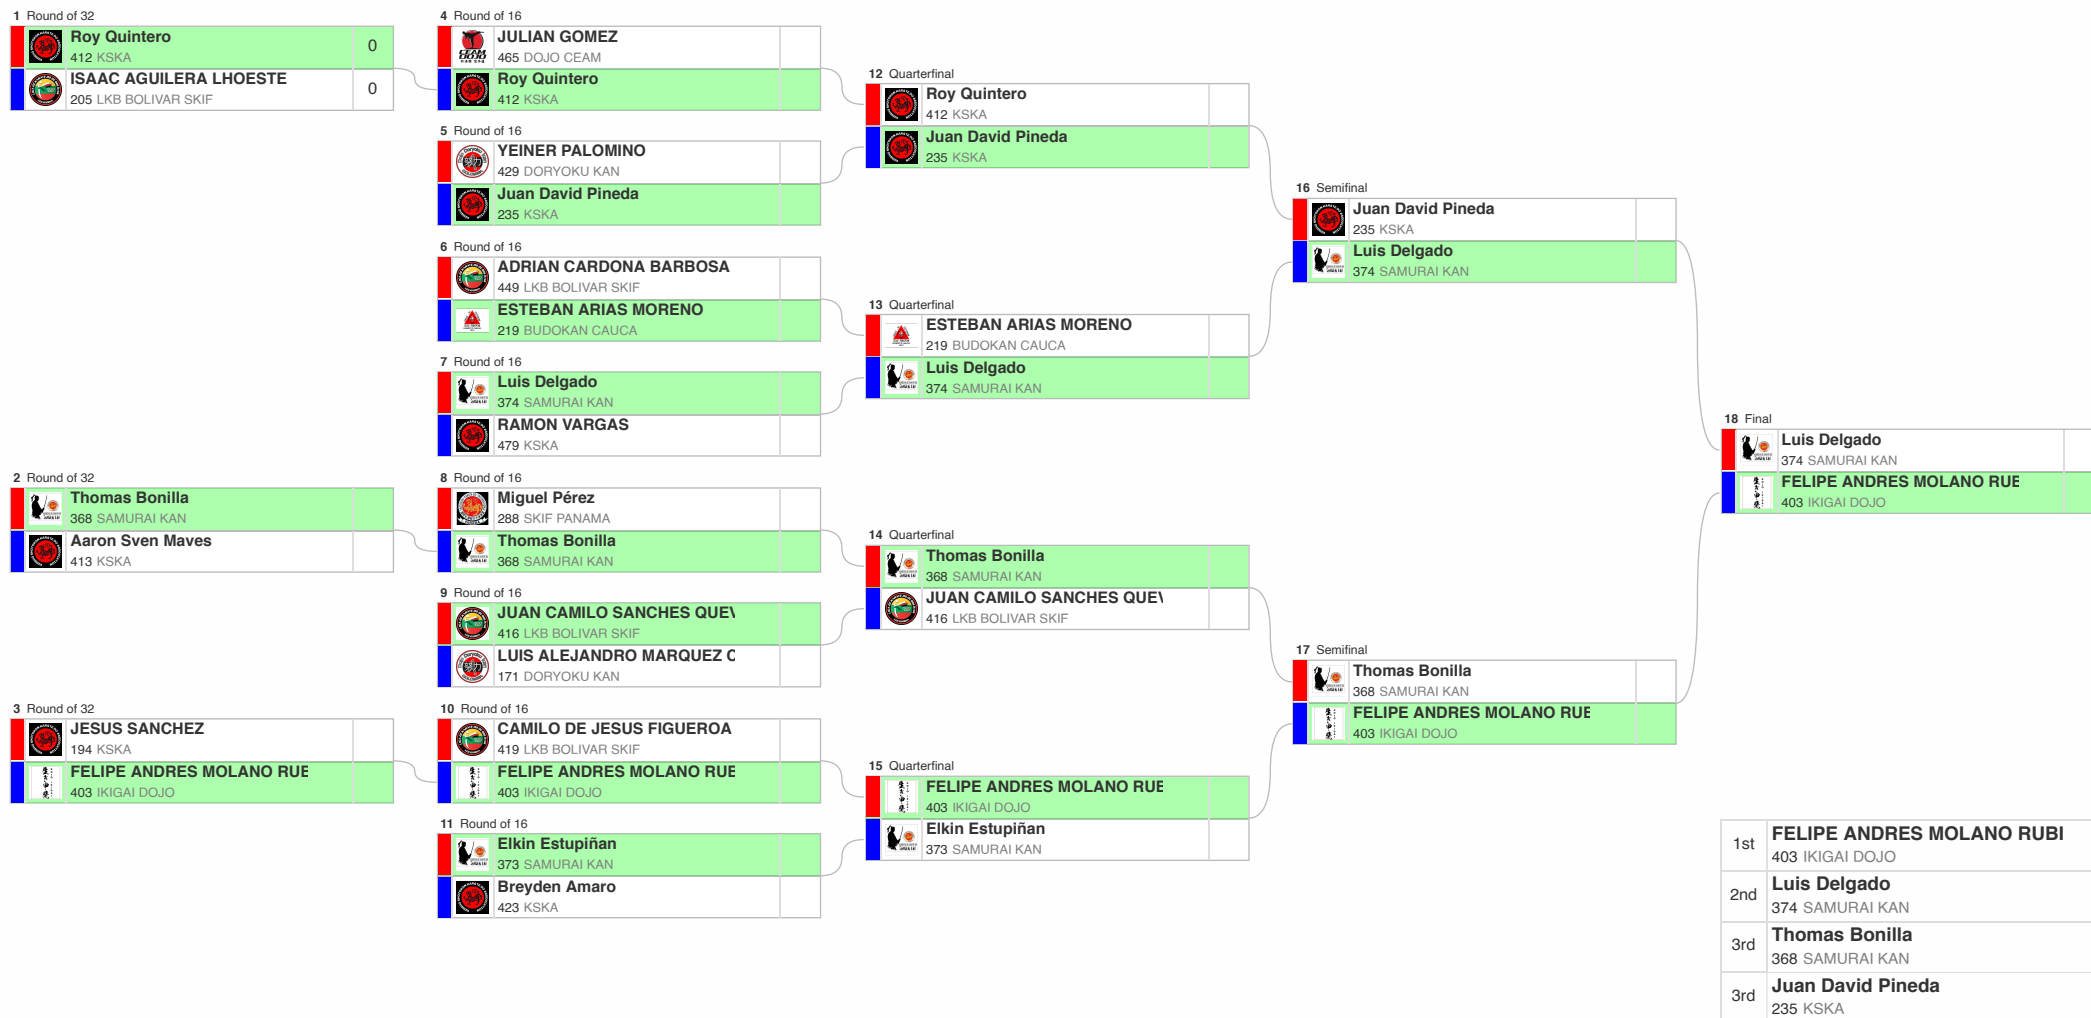 1 Round of 32
Roy Quintero 0
412 KSKA
ISAAC AGUILERA LHOESTE 0
205 LKB BOLIVAR SKIF
2 Round of 32
Thomas Bonilla
368 SAMURAI KAN
Aaron Sven Maves
413 KSKA
3 Round of 32
JESUS SANCHEZ
194 KSKA
FELIPE ANDRES MOLANO RUB
403 IKIGAI DOJO
4 Round of 16
JULIAN GOMEZ
465 DOJO CEAM
Roy Quintero
412 KSKA
5 Round of 16
YEINER PALOMINO
429 DORYOKU KAN
Juan David Pineda
235 KSKA
6 Round of 16
ADRIAN CARDONA BARBOSA
449 LKB BOLIVAR SKIF
ESTEBAN ARIAS MORENO
219 BUDOKAN CAUCA
7 Round of 16
Luis Delgado
374 SAMURAI KAN
RAMON VARGAS
479 KSKA
8 Round of 16
Miguel Pérez
288 SKIF PANAMA
Thomas Bonilla
368 SAMURAI KAN
9 Round of 16
JUAN CAMILO SANCHES QUEV
416 LKB BOLIVAR SKIF
LUIS ALEJANDRO MARQUEZ C
171 DORYOKU KAN
10 Round of 16
CAMILO DE JESUS FIGUEROA
419 LKB BOLIVAR SKIF
FELIPE ANDRES MOLANO RUB
403 IKIGAI DOJO
11 Round of 16
Elkin Estupiñan
373 SAMURAI KAN
Breyden Amaro
423 KSKA
12 Quarterfinal
Roy Quintero
412 KSKA
Juan David Pineda
235 KSKA
13 Quarterfinal
ESTEBAN ARIAS MORENO
219 BUDOKAN CAUCA
Luis Delgado
374 SAMURAI KAN
14 Quarterfinal
Thomas Bonilla
368 SAMURAI KAN
JUAN CAMILO SANCHES QUEV
416 LKB BOLIVAR SKIF
15 Quarterfinal
FELIPE ANDRES MOLANO RUB
403 IKIGAI DOJO
Elkin Estupiñan
373 SAMURAI KAN
16 Semifinal
Juan David Pineda
235 KSKA
Luis Delgado
374 SAMURAI KAN
17 Semifinal
Thomas Bonilla
368 SAMURAI KAN
FELIPE ANDRES MOLANO RUB
403 IKIGAI DOJO
18 Final
Luis Delgado
374 SAMURAI KAN
FELIPE ANDRES MOLANO RUB
403 IKIGAI DOJO
1st FELIPE ANDRES MOLANO RUBI
403 IKIGAI DOJO
2nd Luis Delgado
374 SAMURAI KAN
3rd Thomas Bonilla
368 SAMURAI KAN
3rd Juan David Pineda
235 KSKA